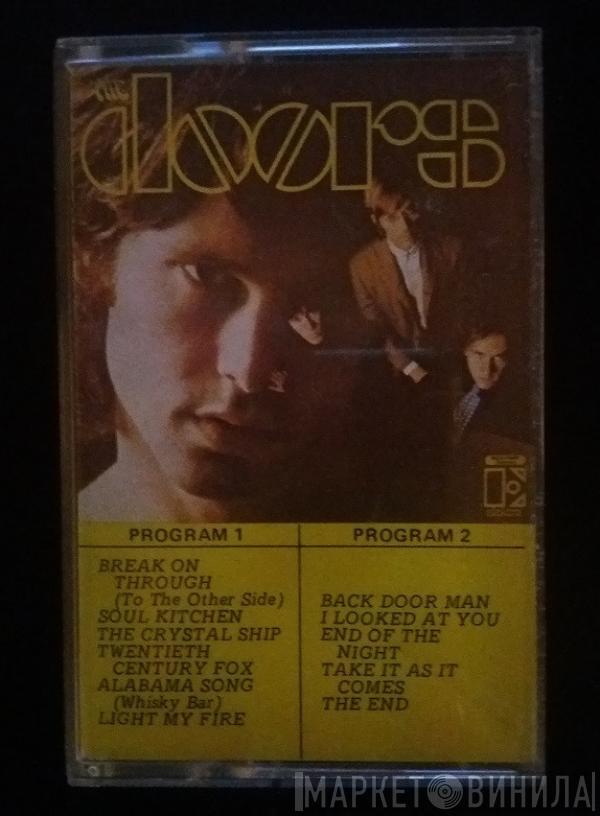 THE
doors
PROGRAM 1
BREAK ON
THROUGH
(To The Other Side)
SOUL KITCHEN
THE CRYSTAL SHIP
TWENTIETH
CENTURY FOX
ALABAMA SONG
(Whisky Bar)
LIGHT MY FIRE
PROGRAM 2
BACK DOOR MAN
I LOOKED AT YOU
END OF THE
NIGHT
TAKE IT AS IT
COMES
THE END
МАРКЕТ ВИНИЛА